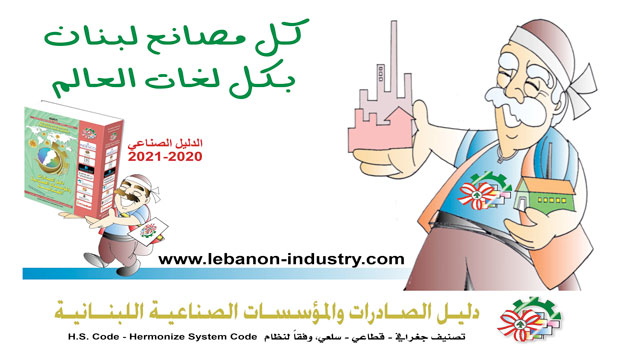 كل مصانع لبنان
بكل لغات العالم
الدليل الصناعي
2021-2020
www.lebanon-industry.com
دليل الصادرات والمؤسسات الصناعية اللبنانية
تصنيف جغرافي - قطاعي - سلعي، وفقاً لنظام H.S. Code - Hermonize System Code